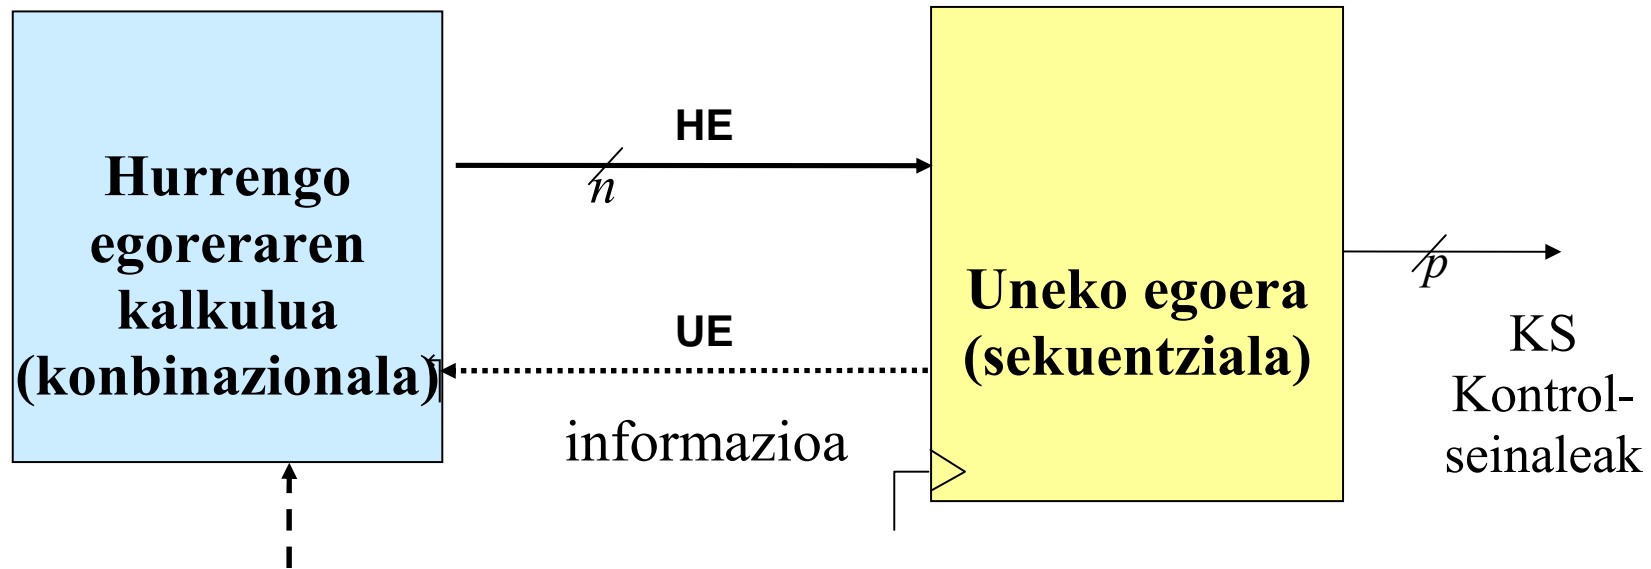 Hurrengo
egoreraren
kalkulua
(konbinazionala)
HE
n
UE
informazioa
Uneko egoera
(sekuentziala)
p
KS
Kontrol-
seinaleak